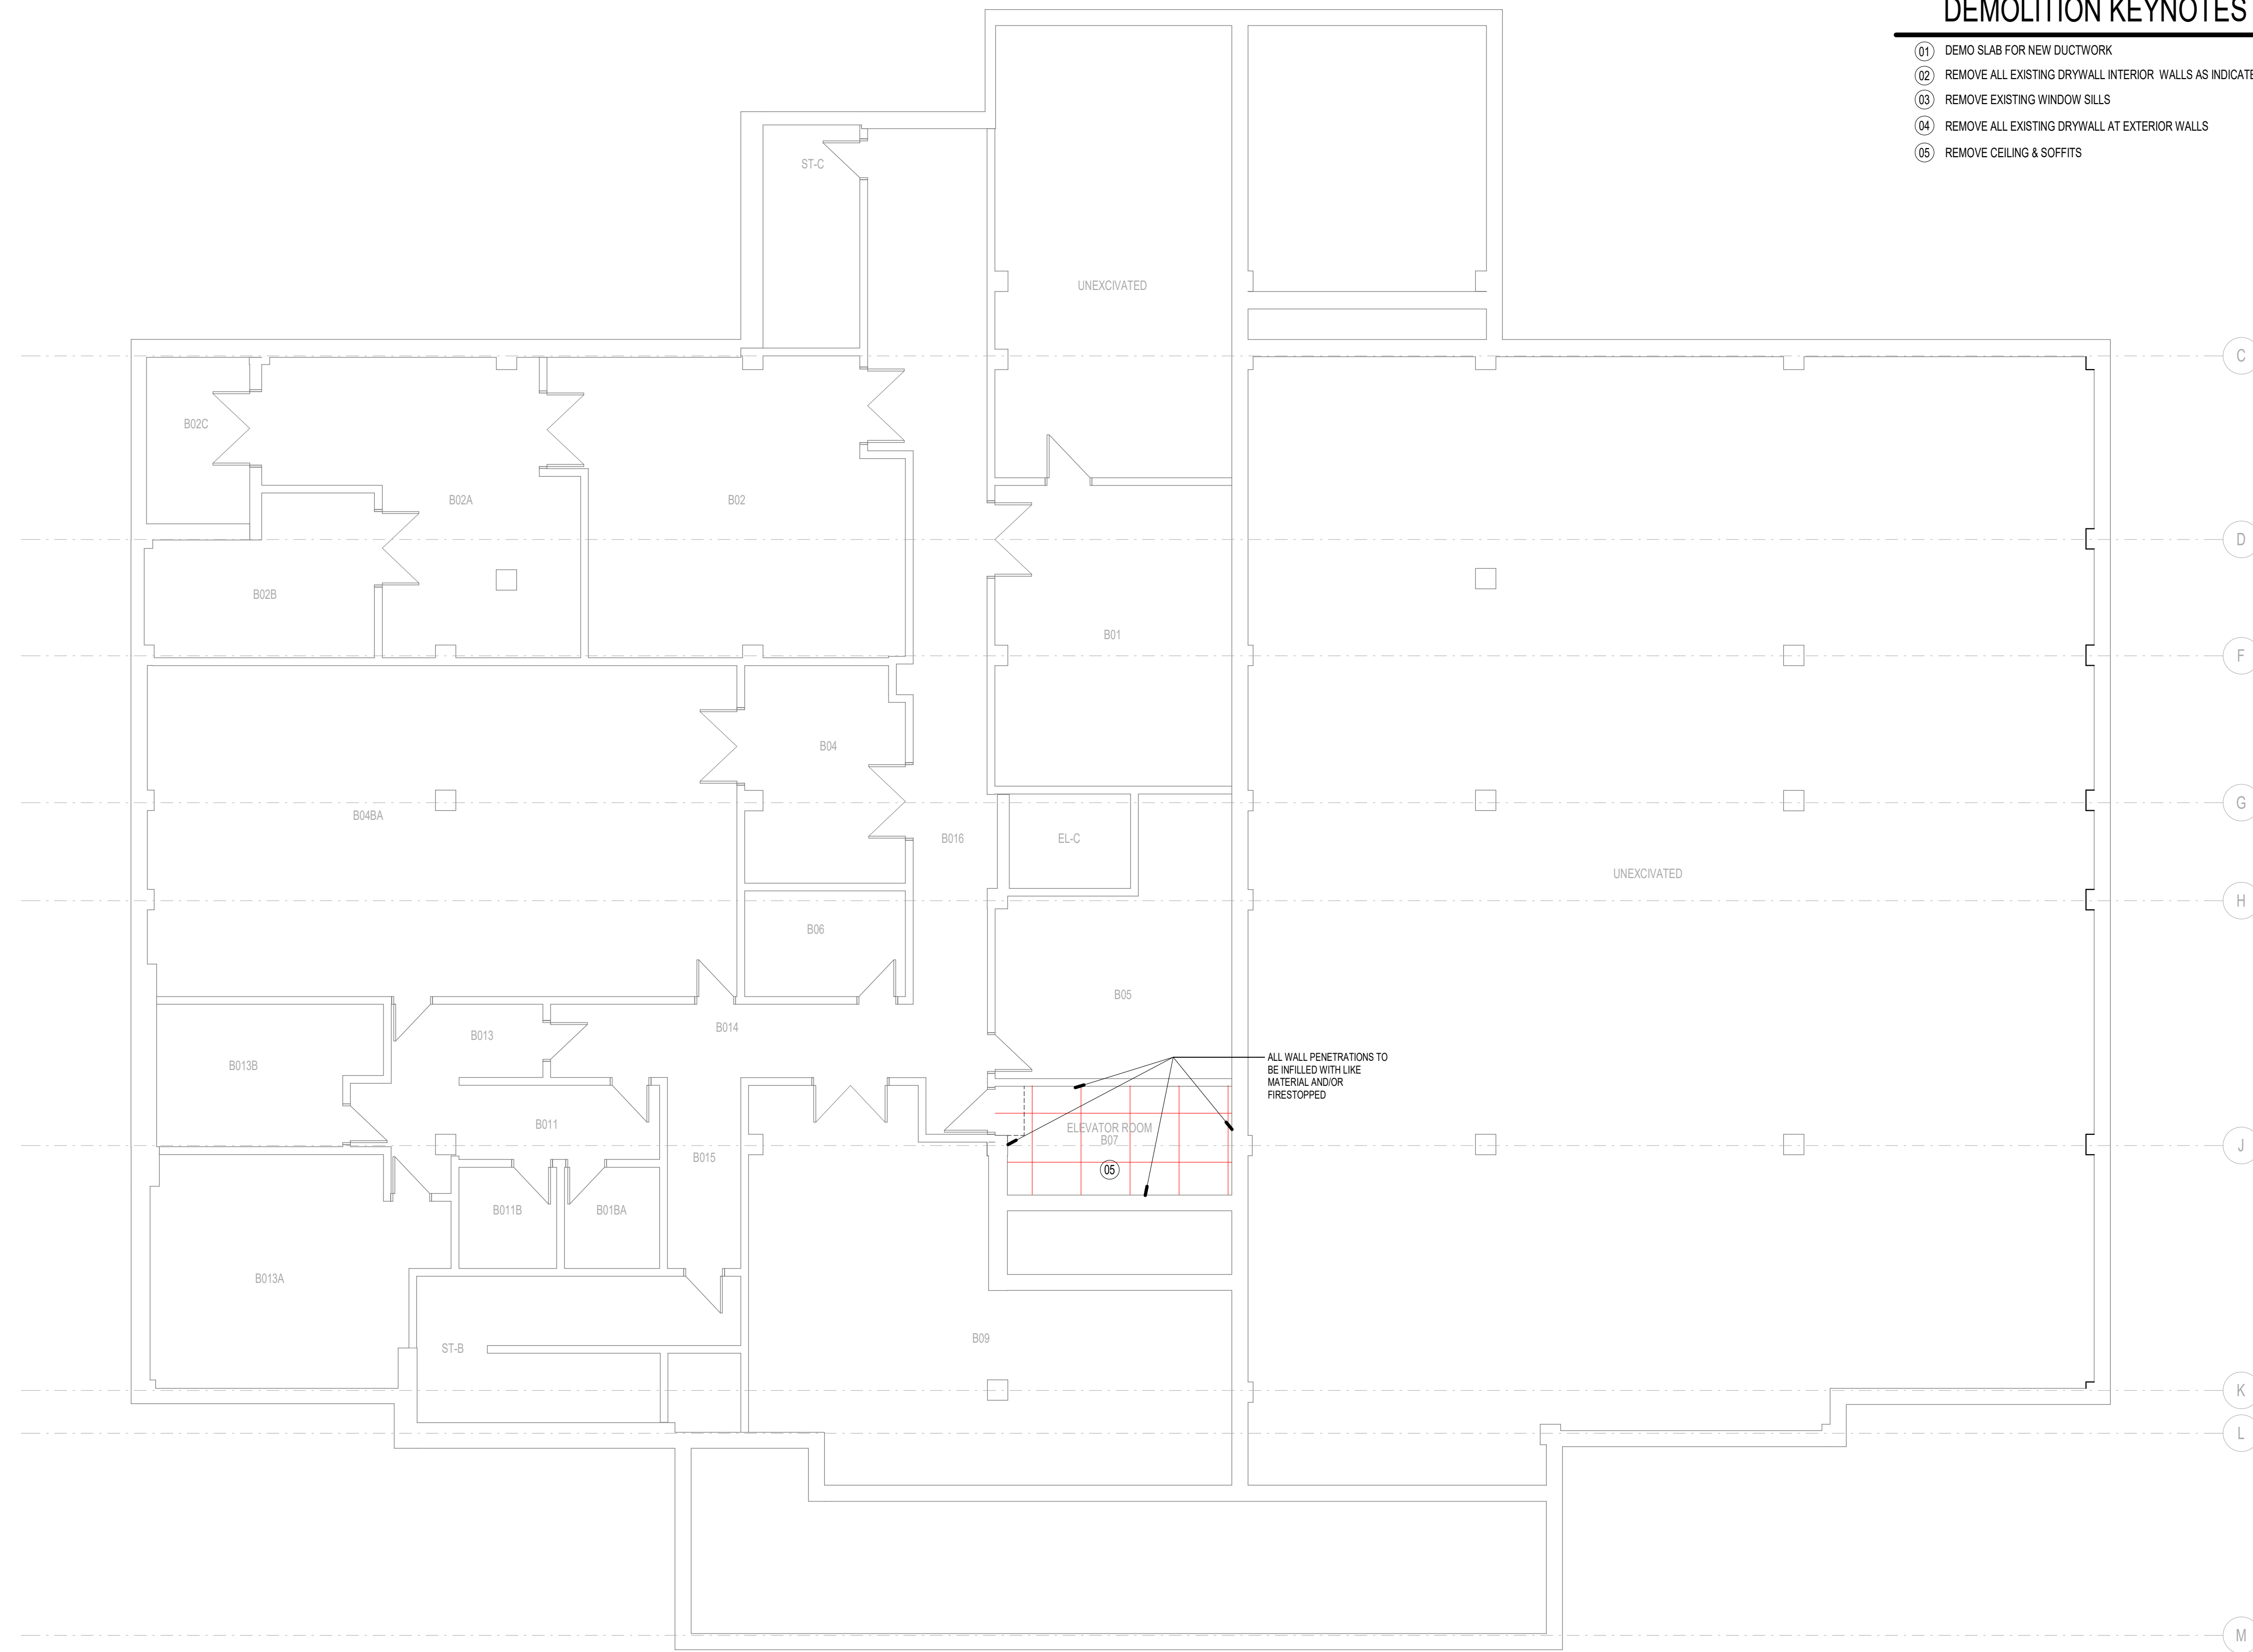 DEMOLITION KEYNOTES
01 DEMO SLAB FOR NEW DUCTWORK
02 REMOVE ALL EXISTING DRYWALL INTERIOR WALLS AS INDICATE
03 REMOVE EXISTING WINDOW SILLS
04 REMOVE ALL EXISTING DRYWALL AT EXTERIOR WALLS
05 REMOVE CEILING & SOFFITS
ST-C
UNEXCIVATED
C
B02C
B02A
B02
D
B02B
B01
F
B04
G
B04BA
B016
EL-C
UNEXCIVATED
H
B06
B05
B014
B013
B013B
ALL WALL PENETRATIONS TO
BE INFILLED WITH LIKE
MATERIAL AND/OR
FIRESTOPPED
B011
ELEVATOR ROOM
B07
J
B015
05
B011B
B01BA
B013A
B09
ST-B
K
L
M